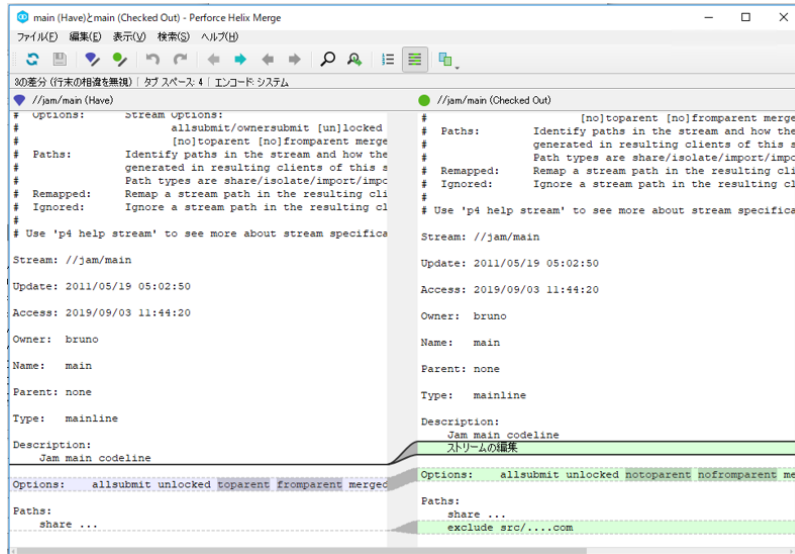 main (Have)とmain (Checked Out) - Perforce Helix Merge
ファイル(F) 編集(E) 表示(V) 検索(S) ヘルプ(H)
3の差分 (行末の相違を無視) | タブ スペース: 4 | エンコード: システム
//jam/main (Have)
# Options: Stream Options:
# allsubmit/ownersubmit [un]locked
# [no]toparent [no]fromparent merge
# Paths: Identify paths in the stream and how the
# generated in resulting clients of this s
# Path types are share/isolate/import/impo
# Remapped: Remap a stream path in the resulting cli
# Ignored: Ignore a stream path in the resulting cl
#
# Use 'p4 help stream' to see more about stream specifica
Stream: //jam/main
Update: 2011/05/19 05:02:50
Access: 2019/09/03 11:44:20
Owner: bruno
Name: main
Parent: none
Type: mainline
Description:
Jam main codeline
Options: allsubmit unlocked toparent fromparent merged
Paths:
share ...
//jam/main (Checked Out)
# [no]toparent [no]fromparent merge
# Paths: Identify paths in the stream and how the
# generated in resulting clients of this s
# Path types are share/isolate/import/impo
# Remapped: Remap a stream path in the resulting cli
# Ignored: Ignore a stream path in the resulting cl
#
# Use 'p4 help stream' to see more about stream specifica
Stream: //jam/main
Update: 2011/05/19 05:02:50
Access: 2019/09/03 11:44:20
Owner: bruno
Name: main
Parent: none
Type: mainline
Description:
Jam main codeline
ストリームの編集
Options: allsubmit unlocked notoparent nofromparent me
Paths:
share ...
exclude src/....com